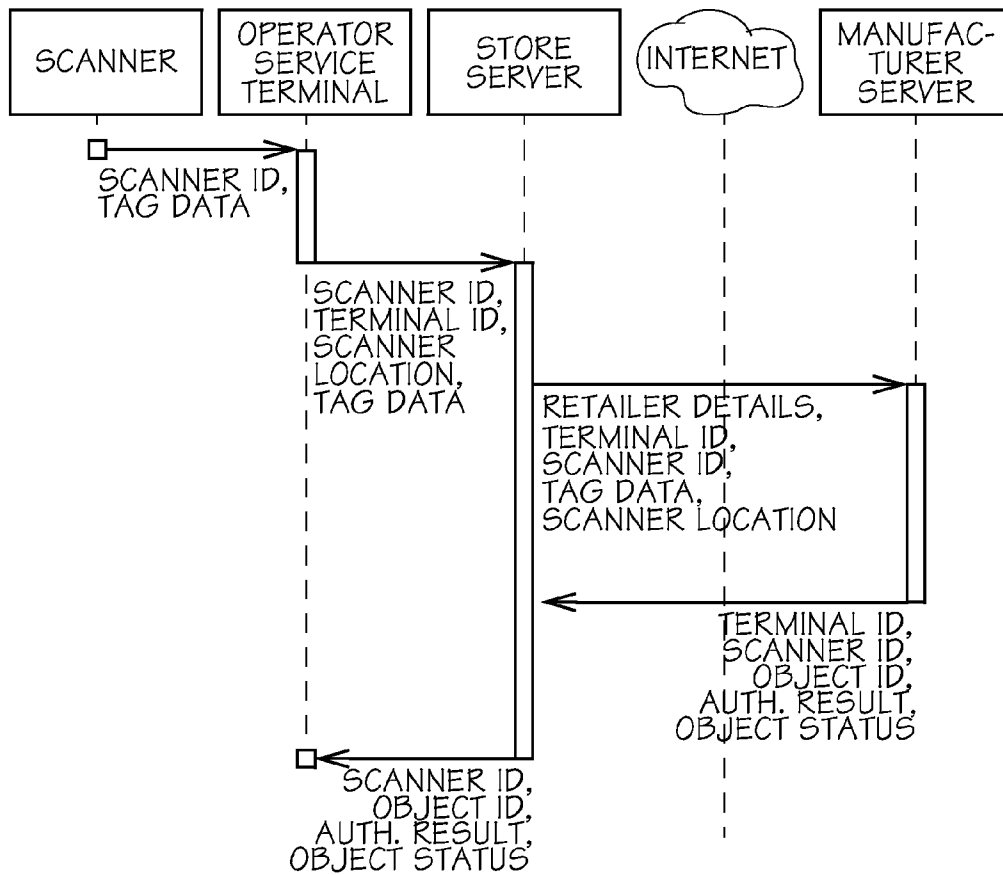 SCANNER
OPERATOR
SERVICE
TERMINAL
STORE
SERVER
INTERNET
MANUFAC-
TURER
SERVER
SCANNER ID,
TAG DATA
SCANNER ID,
TERMINAL ID,
SCANNER
LOCATION,
TAG DATA
RETAILER DETAILS,
TERMINAL ID,
SCANNER ID,
TAG DATA,
SCANNER LOCATION
TERMINAL ID,
SCANNER ID,
OBJECT ID,
AUTH. RESULT,
OBJECT STATUS
SCANNER ID,
OBJECT ID,
AUTH. RESULT,
OBJECT STATUS